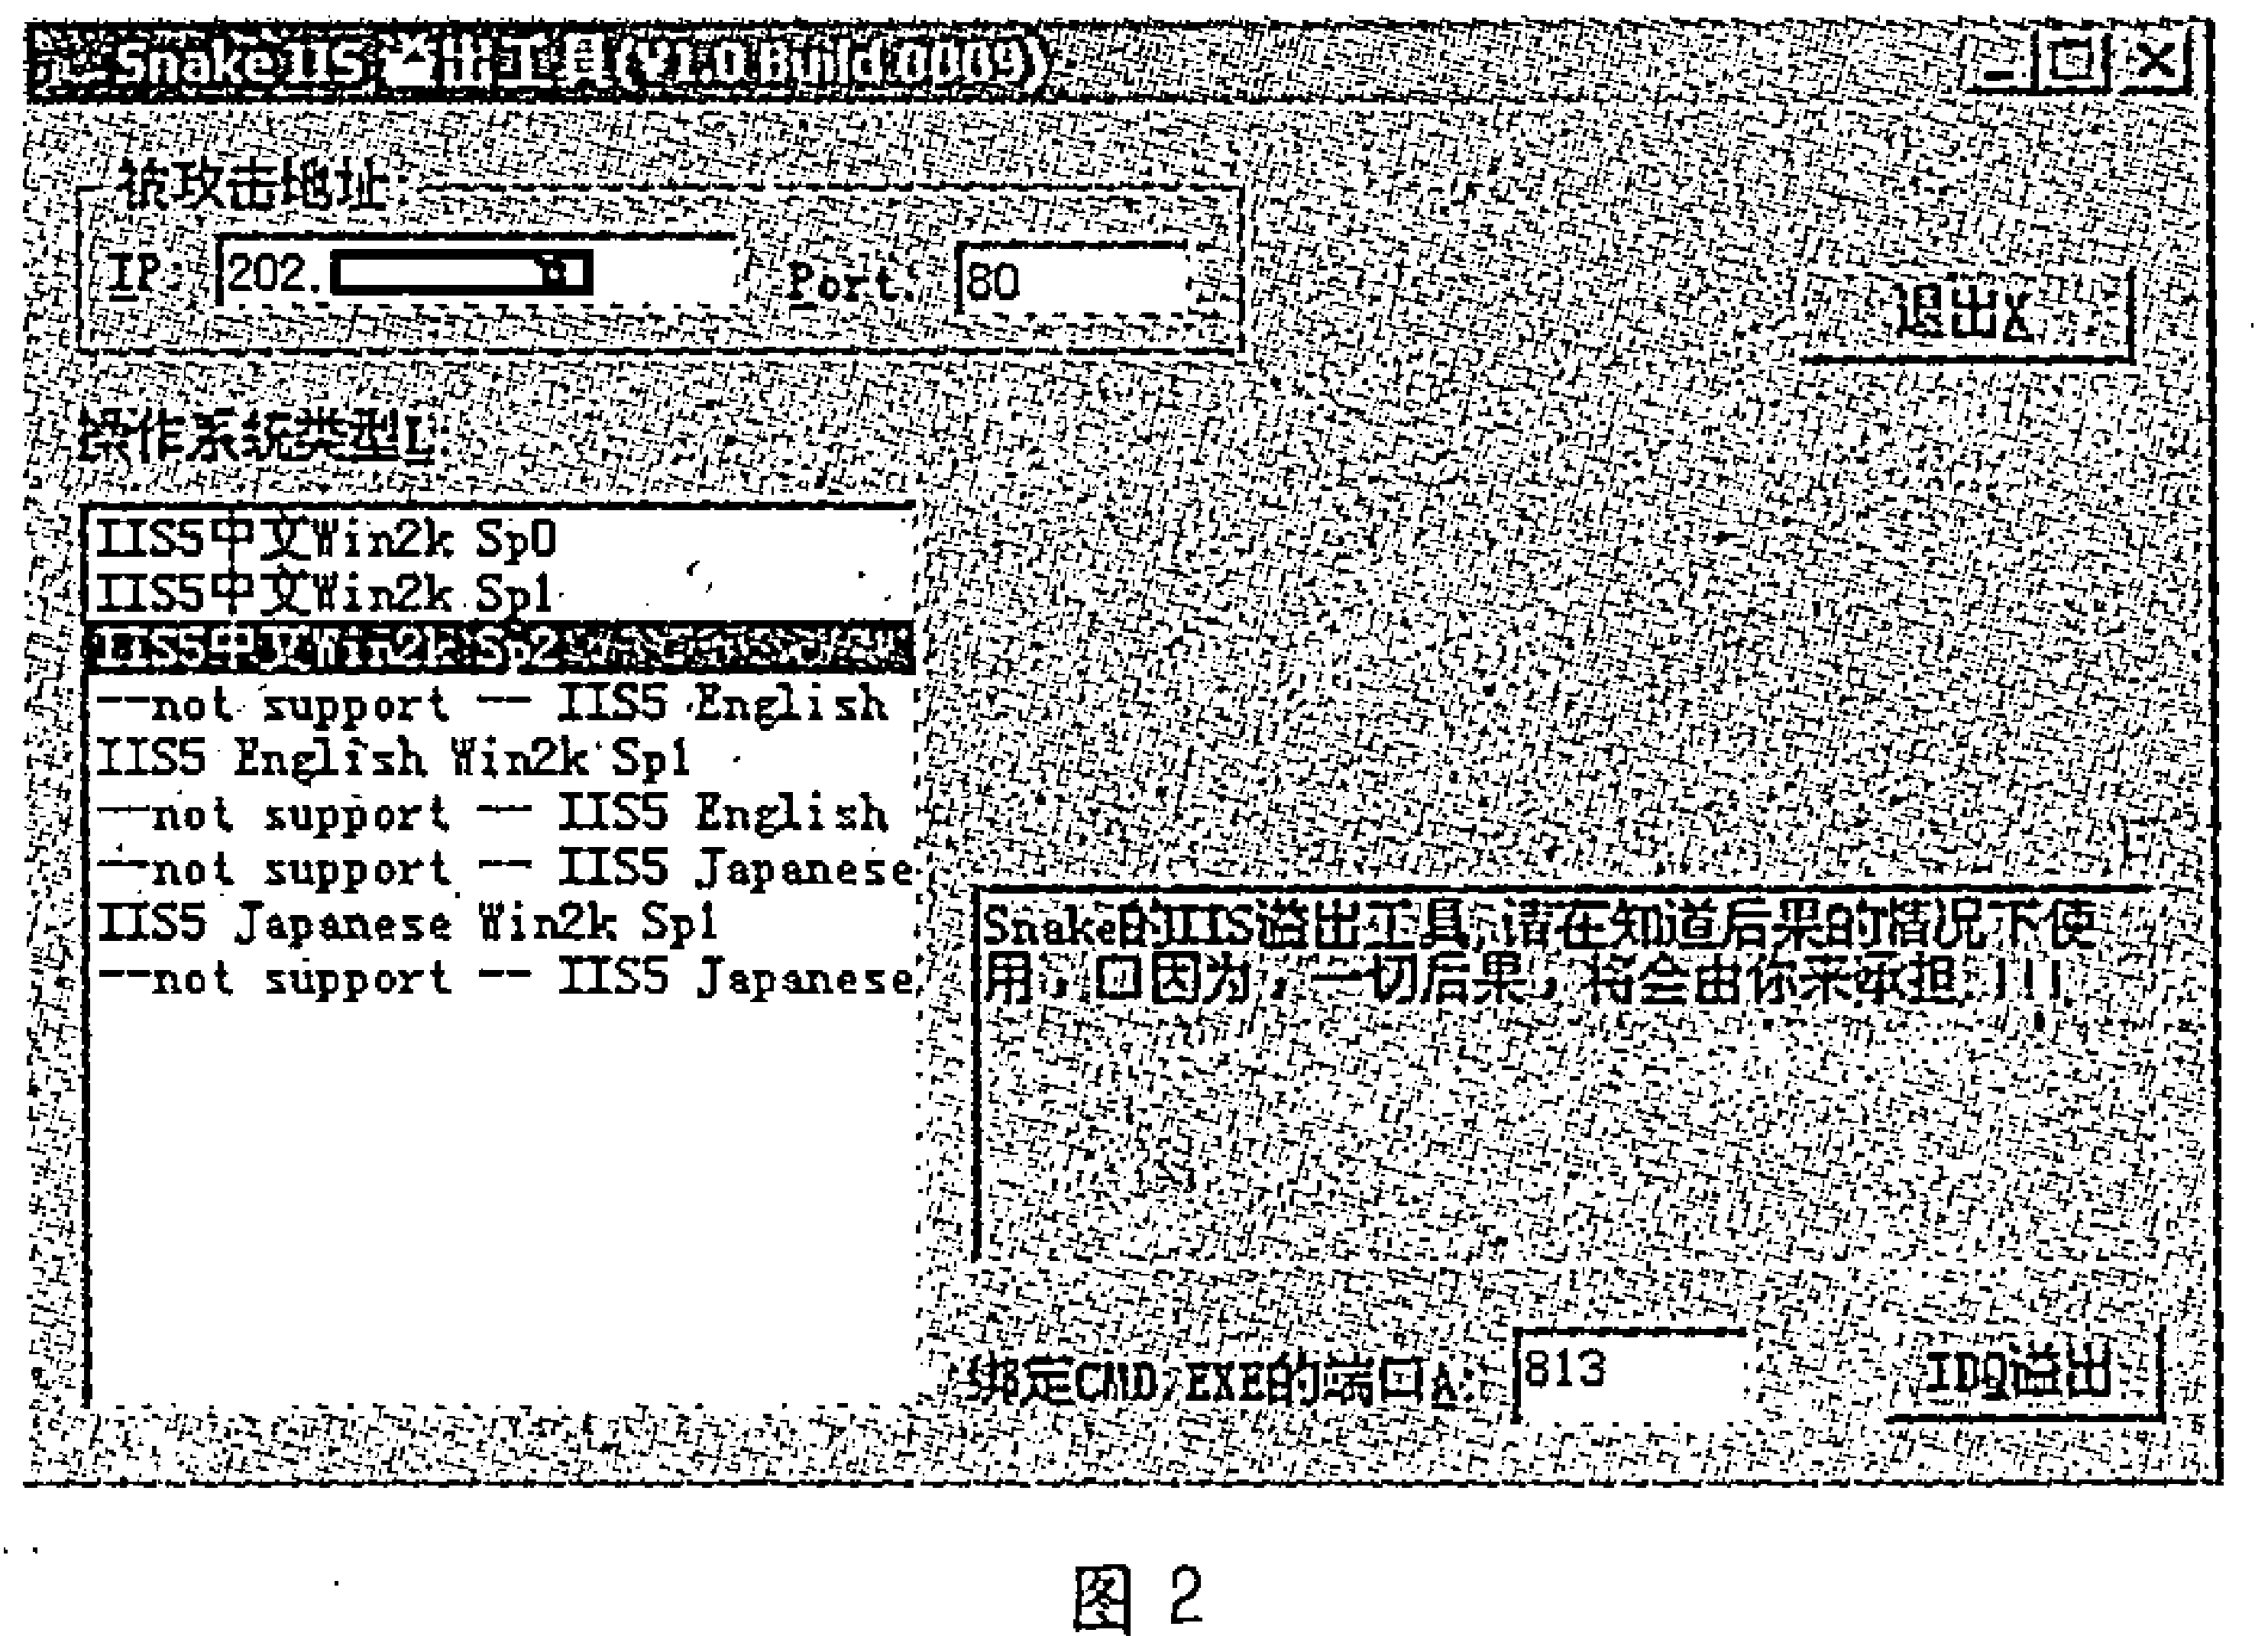 Snake IIS 溢出工具(V1.0 Build 0009)
被攻击地址
IP: 202. Port: 80
退出X
操作系统类型L:
IIS5中文Win2k Sp0
IIS5中文Win2k Sp1
IIS5中文Win2k Sp2
--not support -- IIS5 English
IIS5 English Win2k Sp1
--not support -- IIS5 English
--not support -- IIS5 Japanese
IIS5 Japanese Win2k Sp1
--not support -- IIS5 Japanese
Snake的IIS溢出工具,请在知道后果的情况下使
用,口因为,一切后果,将会由你来承担!!!
绑定CMD.EXE的端口A: 813
IDQ溢出
图 2